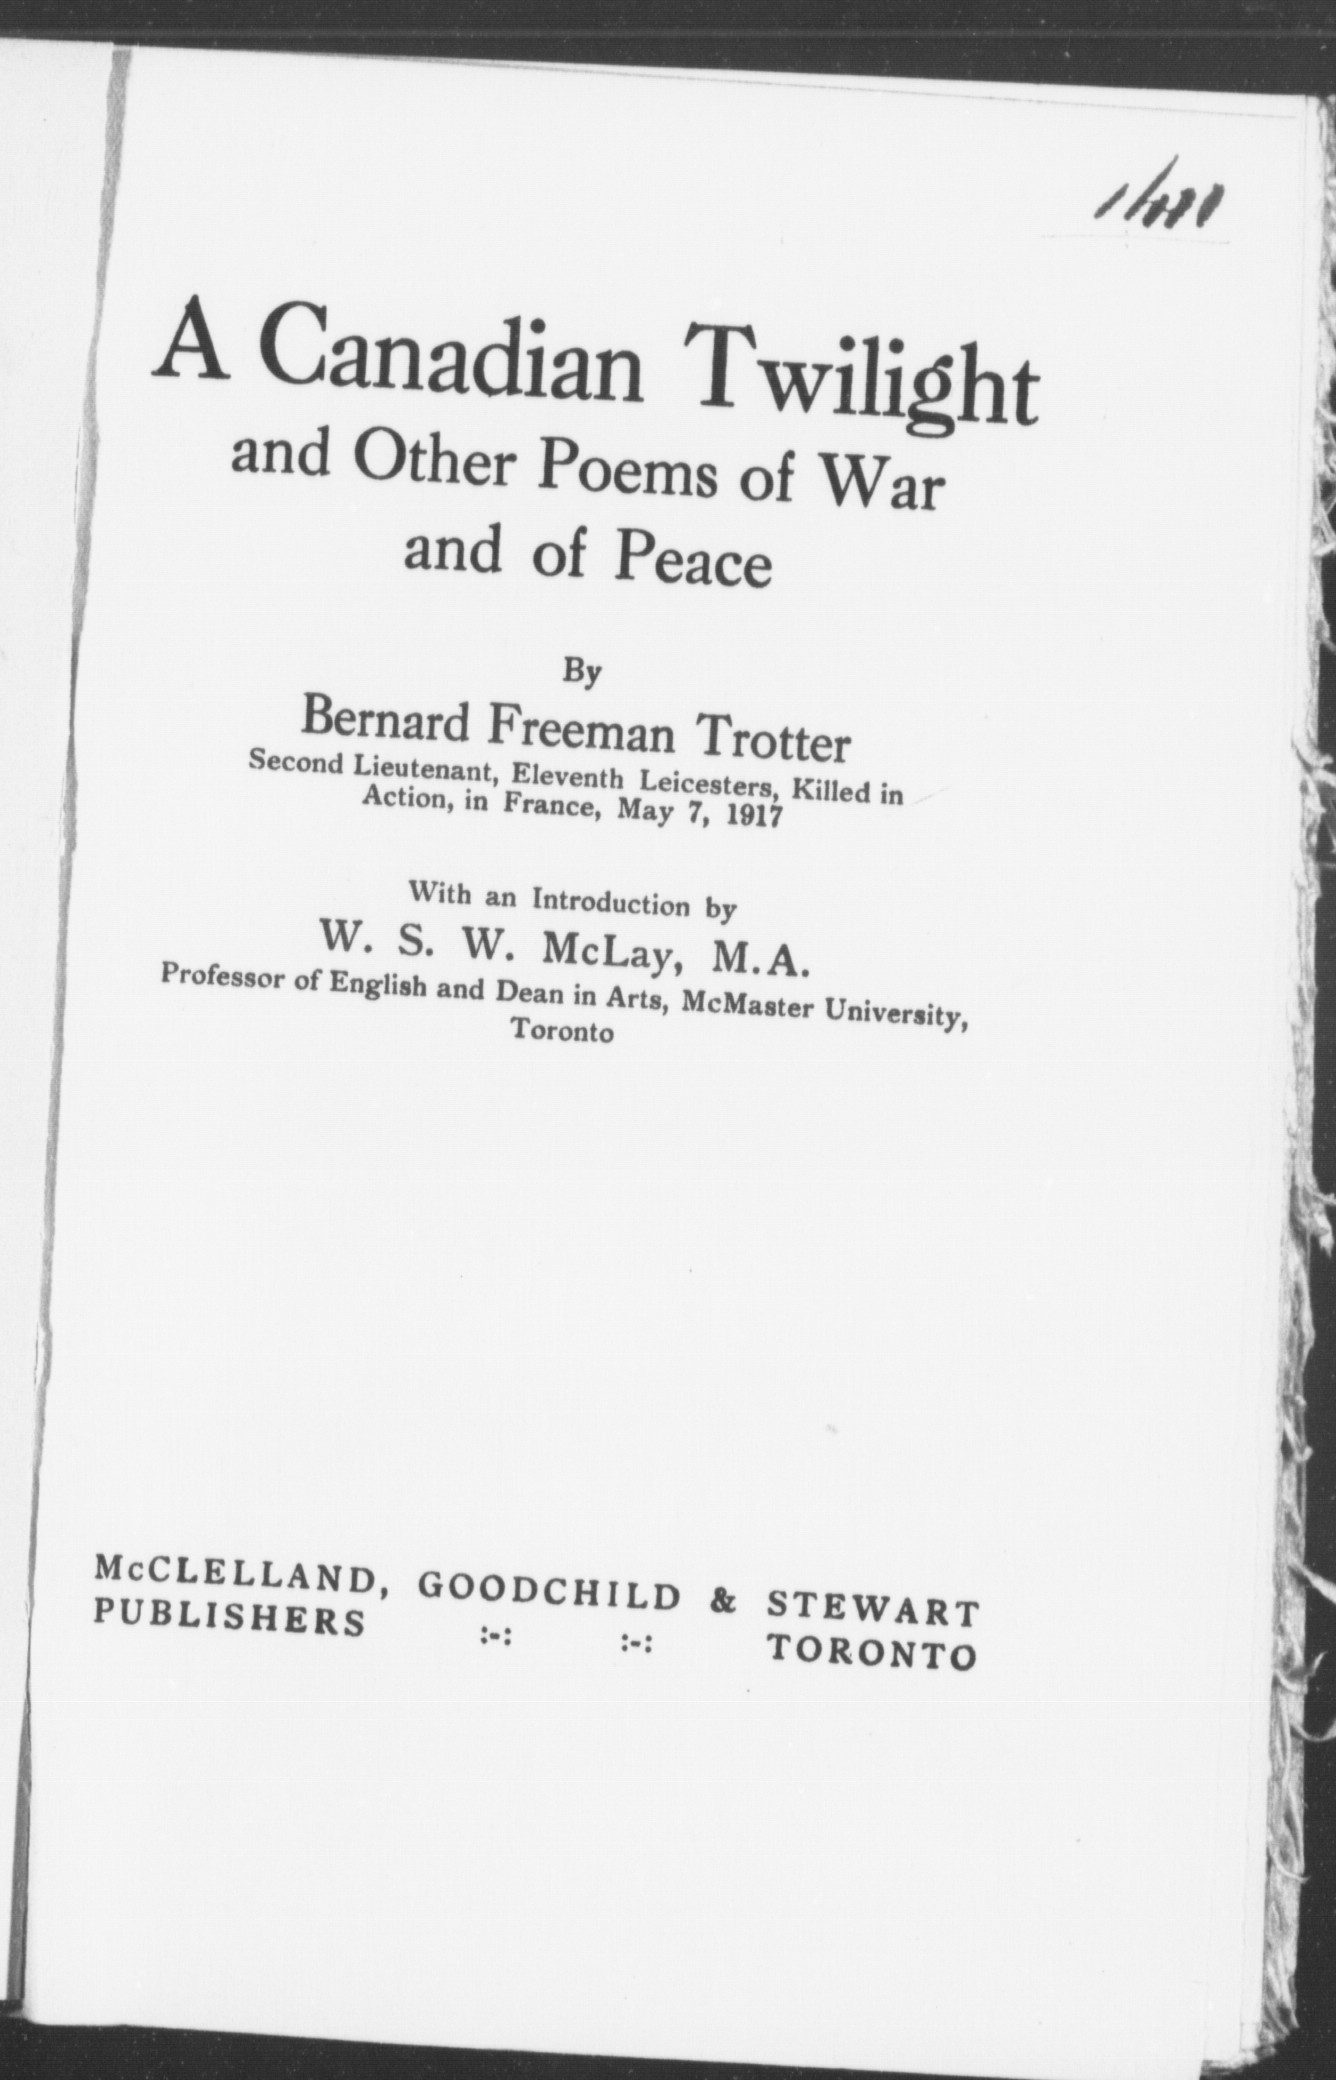 A Canadian Twilight
and Other Poems of War
and of Peace
By
Bernard Freeman Trotter
Second Lieutenant, Eleventh Leicesters, Killed in
Action, in France, May 7, 1917
With an Introduction by
W. S. W. McLay, M.A.
Professor of English and Dean in Arts, McMaster University,
Toronto
McCLELLAND, GOODCHILD & STEWART
PUBLISHERS :-: :-: TORONTO